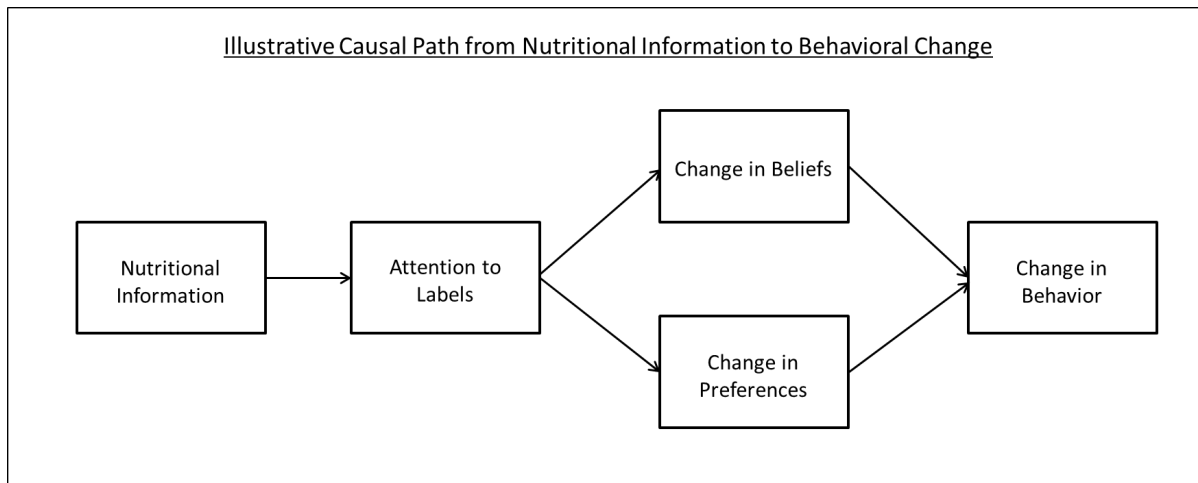 Illustrative Causal Path from Nutritional Information to Behavioral Change
Nutritional
Information
Attention to
Labels
Change in Beliefs
Change in
Preferences
Change in
Behavior